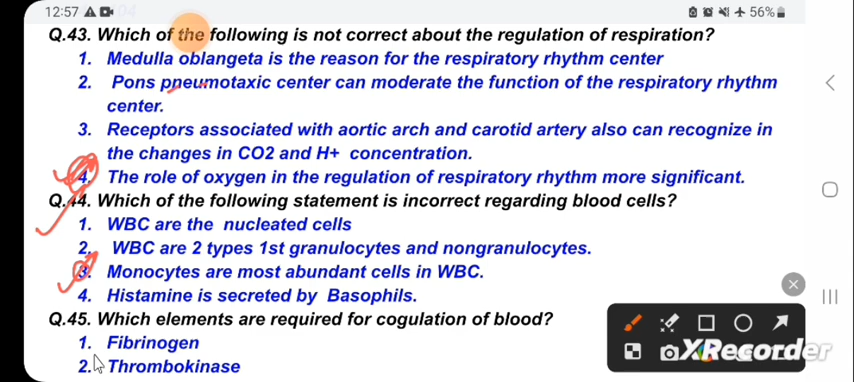 12:57
56%
Q.43. Which of the following is not correct about the regulation of respiration?
1. Medulla oblangeta is the reason for the respiratory rhythm center
2. Pons pneumotaxic center can moderate the function of the respiratory rhythm
center.
3. Receptors associated with aortic arch and carotid artery also can recognize in
the changes in CO2 and H+ concentration.
4. The role of oxygen in the regulation of respiratory rhythm more significant.
Q.44. Which of the following statement is incorrect regarding blood cells?
1. WBC are the nucleated cells
2. WBC are 2 types 1st granulocytes and nongranulocytes.
3. Monocytes are most abundant cells in WBC.
4. Histamine is secreted by Basophils.
Q.45. Which elements are required for cogulation of blood?
1. Fibrinogen
2. Thrombokinase
XRecorder